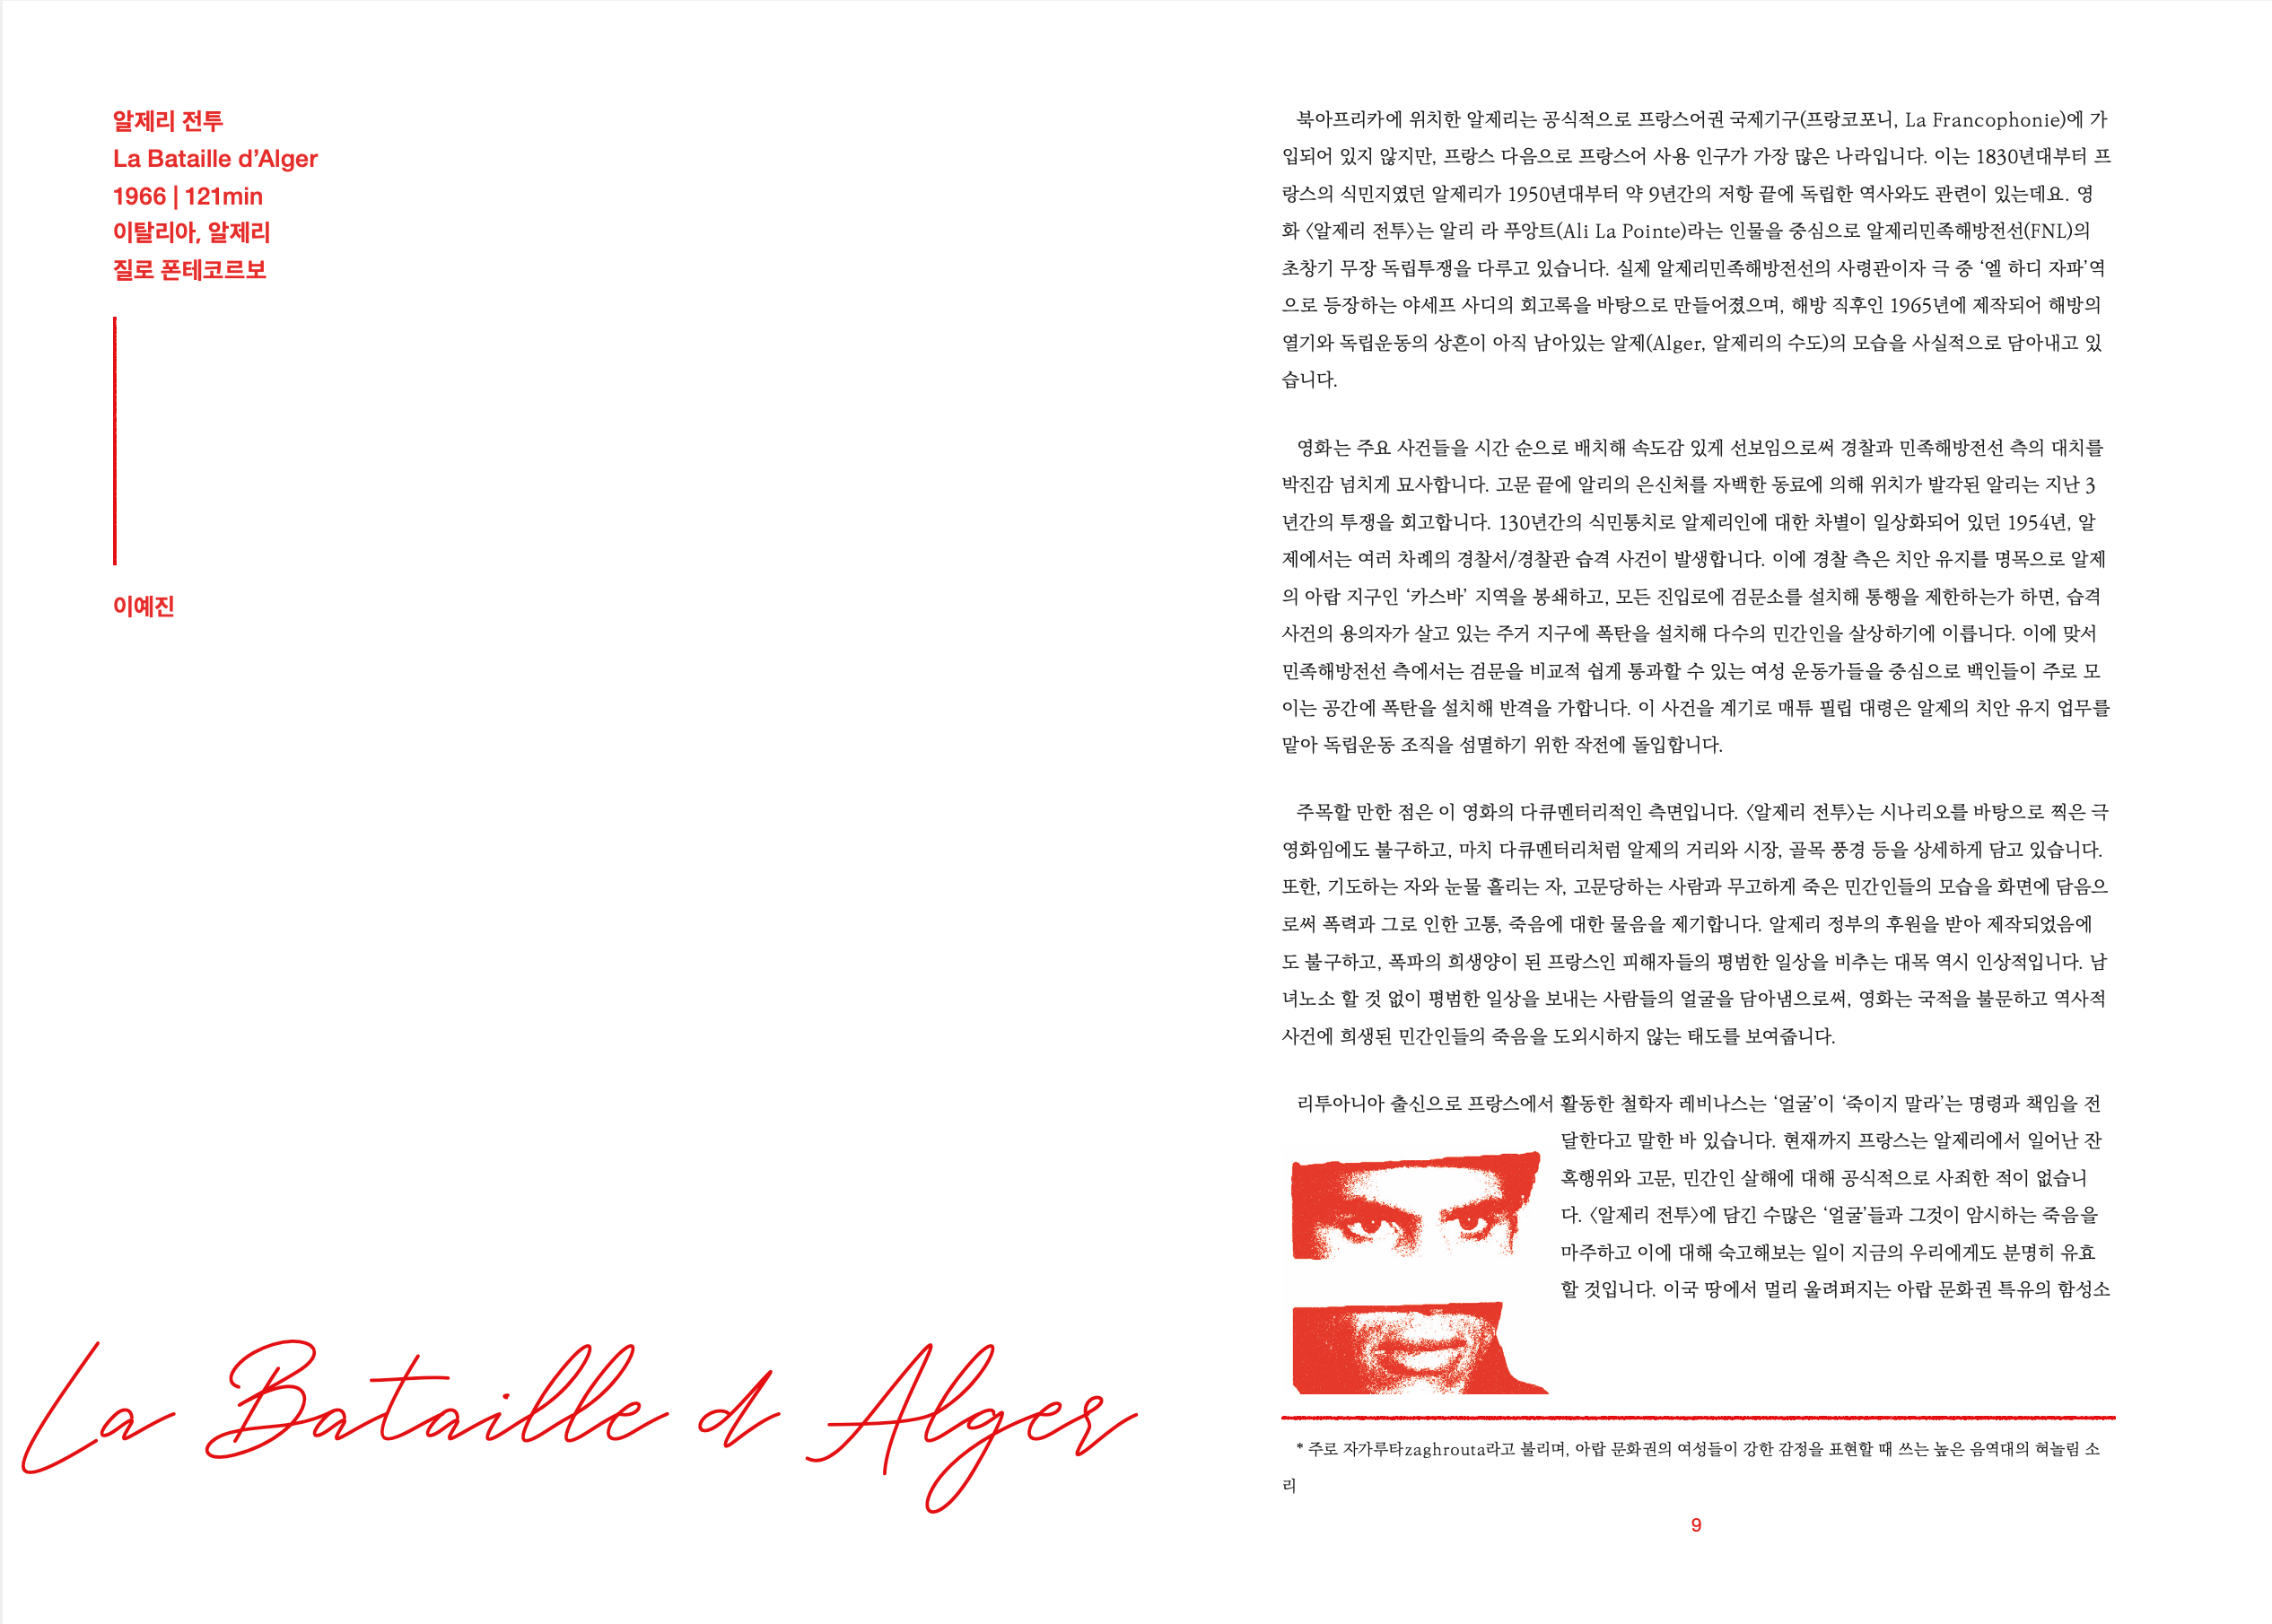 알제리 전투
La Bataille d’Alger
1966 | 121min
이탈리아, 알제리
질로 폰테코르보
이예진
La Bataille d Alger
북아프리카에 위치한 알제리는 공식적으로 프랑스어권 국제기구(프랑코포니, La Francophonie)에 가
입되어 있지 않지만, 프랑스 다음으로 프랑스어 사용 인구가 가장 많은 나라입니다. 이는 1830년대부터 프
랑스의 식민지였던 알제리가 1950년대부터 약 9년간의 저항 끝에 독립한 역사와도 관련이 있는데요. 영
화 〈알제리 전투〉는 알리 라 푸앙트(Ali La Pointe)라는 인물을 중심으로 알제리민족해방전선(FNL)의
초창기 무장 독립투쟁을 다루고 있습니다. 실제 알제리민족해방전선의 사령관이자 극 중 ‘엘 하디 자파’역
으로 등장하는 야세프 사디의 회고록을 바탕으로 만들어졌으며, 해방 직후인 1965년에 제작되어 해방의
열기와 독립운동의 상흔이 아직 남아있는 알제(Alger, 알제리의 수도)의 모습을 사실적으로 담아내고 있
습니다.
영화는 주요 사건들을 시간 순으로 배치해 속도감 있게 선보임으로써 경찰과 민족해방전선 측의 대치를
박진감 넘치게 묘사합니다. 고문 끝에 알리의 은신처를 자백한 동료에 의해 위치가 발각된 알리는 지난 3
년간의 투쟁을 회고합니다. 130년간의 식민통치로 알제리인에 대한 차별이 일상화되어 있던 1954년, 알
제에서는 여러 차례의 경찰서/경찰관 습격 사건이 발생합니다. 이에 경찰 측은 치안 유지를 명목으로 알제
의 아랍 지구인 ‘카스바’ 지역을 봉쇄하고, 모든 진입로에 검문소를 설치해 통행을 제한하는가 하면, 습격
사건의 용의자가 살고 있는 주거 지구에 폭탄을 설치해 다수의 민간인을 살상하기에 이릅니다. 이에 맞서
민족해방전선 측에서는 검문을 비교적 쉽게 통과할 수 있는 여성 운동가들을 중심으로 백인들이 주로 모
이는 공간에 폭탄을 설치해 반격을 가합니다. 이 사건을 계기로 매튜 필립 대령은 알제의 치안 유지 업무를
맡아 독립운동 조직을 섬멸하기 위한 작전에 돌입합니다.
주목할 만한 점은 이 영화의 다큐멘터리적인 측면입니다. 〈알제리 전투〉는 시나리오를 바탕으로 찍은 극
영화임에도 불구하고, 마치 다큐멘터리처럼 알제의 거리와 시장, 골목 풍경 등을 상세하게 담고 있습니다.
또한, 기도하는 자와 눈물 흘리는 자, 고문당하는 사람과 무고하게 죽은 민간인들의 모습을 화면에 담음으
로써 폭력과 그로 인한 고통, 죽음에 대한 물음을 제기합니다. 알제리 정부의 후원을 받아 제작되었음에
도 불구하고, 폭파의 희생양이 된 프랑스인 피해자들의 평범한 일상을 비추는 대목 역시 인상적입니다. 남
녀노소 할 것 없이 평범한 일상을 보내는 사람들의 얼굴을 담아냄으로써, 영화는 국적을 불문하고 역사적
사건에 희생된 민간인들의 죽음을 도외시하지 않는 태도를 보여줍니다.
리투아니아 출신으로 프랑스에서 활동한 철학자 레비나스는 ‘얼굴’이 ‘죽이지 말라’는 명령과 책임을 전
달한다고 말한 바 있습니다. 현재까지 프랑스는 알제리에서 일어난 잔
혹행위와 고문, 민간인 살해에 대해 공식적으로 사죄한 적이 없습니
다. 〈알제리 전투〉에 담긴 수많은 ‘얼굴’들과 그것이 암시하는 죽음을
마주하고 이에 대해 숙고해보는 일이 지금의 우리에게도 분명히 유효
할 것입니다. 이국 땅에서 멀리 울려퍼지는 아랍 문화권 특유의 함성소
* 주로 자가루타zaghrouta라고 불리며, 아랍 문화권의 여성들이 강한 감정을 표현할 때 쓰는 높은 음역대의 혀놀림 소
리
9